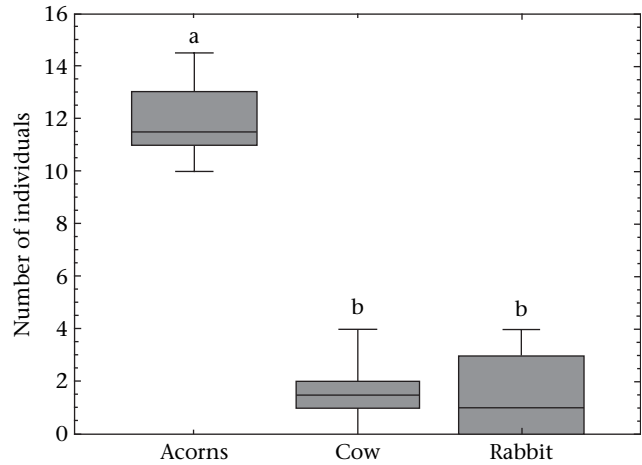 Number of individuals
16
14
12
10
8
6
4
2
0
a
b
b
Acorns
Cow
Rabbit